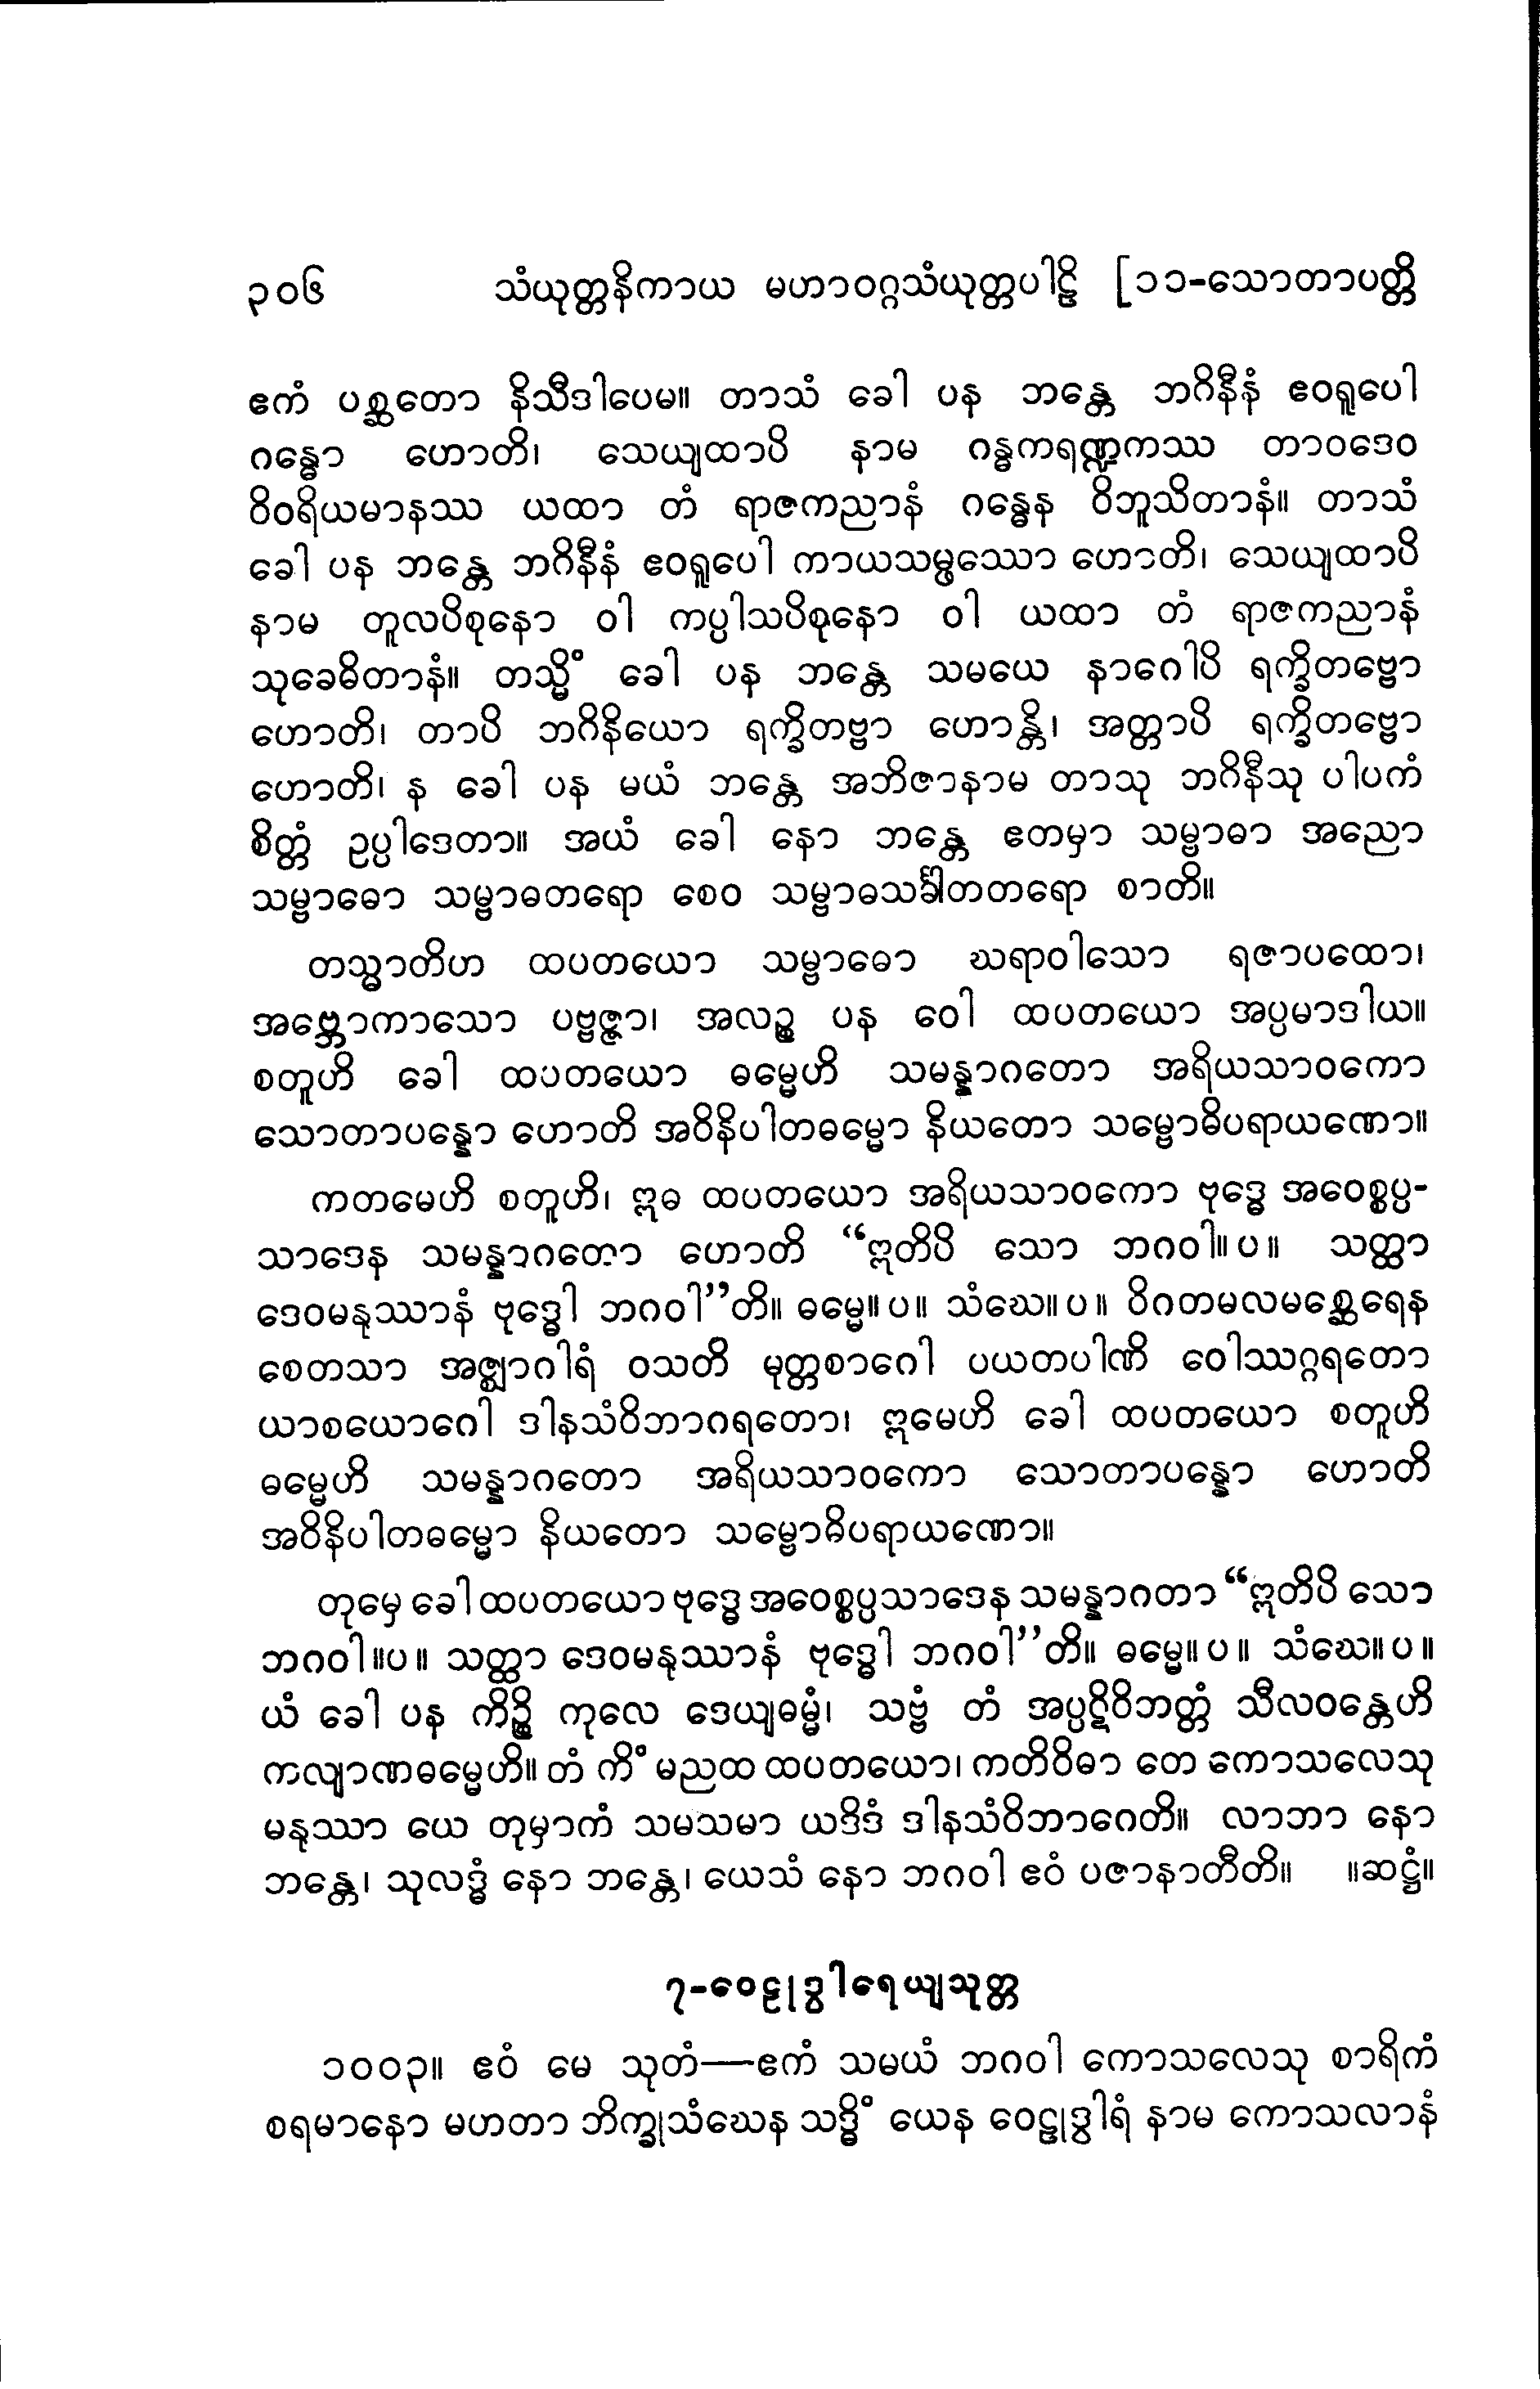 ၃၀၆ သံယုတ္တနိကာယ မဟာဝဂ္ဂသံယုတ္တပါဠိ [၁၁-သောတာပတ္တိ
ဧကံ ပစ္ဆတော နိသီဒါပေမ။ တာသံ ခေါ ပန ဘန္တေ ဘဂိနီနံ ဧဝရူပေါ
ဂန္ဓော ဟောတိ၊ သေယျထာပိ နာမ ဂန္ဓကရဏ္ဍကဿ တာဝဒေဝ
ဝိဝရိယမာနဿ ယထာ တံ ရာဇကညာနံ ဂန္ဓေန ဝိဘူသိတာနံ။ တာသံ
ခေါ ပန ဘန္တေ ဘဂိနီနံ ဧဝရူပေါ ကာယသမ္ဖဿော ဟောတိ၊ သေယျထာပိ
နာမ တူလပိစုနော ဝါ ကပ္ပါသပိစုနော ဝါ ယထာ တံ ရာဇကညာနံ
သုခေဓိတာနံ။ တသ္မိံ ခေါ ပန ဘန္တေ သမယေ နာဂေါပိ ရက္ခိတဗ္ဗော
ဟောတိ၊ တာပိ ဘဂိနိယော ရက္ခိတဗ္ဗာ ဟောန္တိ၊ အတ္တာပိ ရက္ခိတဗ္ဗော
ဟောတိ၊ န ခေါ ပန မယံ ဘန္တေ အဘိဇာနာမ တာသု ဘဂိနီသု ပါပကံ
စိတ္တံ ဥပ္ပါဒေတာ။ အယံ ခေါ နော ဘန္တေ ဧတမှာ သမ္ဗာဓာ အညော
သမ္ဗာဓော သမ္ဗာဓတရော စေဝ သမ္ဗာဓသင်္ခါတတရော စာတိ။
တသ္မာတိဟ ထပတယော သမ္ဗာဓော ဃရာဝါသော ရဇာပထော၊
အဗ္ဘောကာသော ပဗ္ဗဇ္ဇာ၊ အလဉ္စ ပန ဝေါ ထပတယော အပ္ပမာဒါယ။
စတူဟိ ခေါ ထပတယော ဓမ္မေဟိ သမန္နာဂတော အရိယသာဝကော
သောတာပန္နော ဟောတိ အဝိနိပါတဓမ္မော နိယတော သမ္ဗောဓိပရာယဏော။
ကတမေဟိ စတူဟိ၊ ဣဓ ထပတယော အရိယသာဝကော ဗုဒ္ဓေ အဝေစ္စပ္ပ-
သာဒေန သမန္နာဂတော ဟောတိ “ဣတိပိ သော ဘဂဝါ။ပ။ သတ္ထာ
ဒေဝမနုဿာနံ ဗုဒ္ဓေါ ဘဂဝါ”တိ။ ဓမ္မေ။ပ။ သံဃေ။ပ။ ဝိဂတမလမစ္ဆေရေန
စေတသာ အဇ္ဈာဂါရံ ဝသတိ မုတ္တစာဂေါ ပယတပါဏိ ဝေါဿဂ္ဂရတော
ယာစယောဂေါ ဒါနသံဝိဘာဂရတော၊ ဣမေဟိ ခေါ ထပတယော စတူဟိ
ဓမ္မေဟိ သမန္နာဂတော အရိယသာဝကော သောတာပန္နော ဟောတိ
အဝိနိပါတဓမ္မော နိယတော သမ္ဗောဓိပရာယဏော။
တုမှေ ခေါ ထပတယော ဗုဒ္ဓေ အဝေစ္စပ္ပသာဒေန သမန္နာဂတာ “ဣတိပိ သော
ဘဂဝါ။ပ။ သတ္ထာ ဒေဝမနုဿာနံ ဗုဒ္ဓေါ ဘဂဝါ”တိ။ ဓမ္မေ။ပ။ သံဃေ။ပ။
ယံ ခေါ ပန ကိဉ္စိ ကုလေ ဒေယျဓမ္မံ၊ သဗ္ဗံ တံ အပ္ပဋိဝိဘတ္တံ သီလဝန္တေဟိ
ကလျာဏဓမ္မေဟိ။ တံ ကိံ မညထ ထပတယော၊ ကတိဝိဓာ တေ ကောသလေသု
မနုဿာ ယေ တုမှာကံ သမသမာ ယဒိဒံ ဒါနသံဝိဘာဂေတိ။ လာဘာ နော
ဘန္တေ၊ သုလဒ္ဓံ နော ဘန္တေ၊ ယေသံ နော ဘဂဝါ ဧဝံ ပဇာနာတီတိ။ ။ဆဋ္ဌံ။
၇-ဝေဠုဒွါရေယျသုတ္တ
၁၀၀၃။ ဧဝံ မေ သုတံ—ဧကံ သမယံ ဘဂဝါ ကောသလေသု စာရိကံ
စရမာနော မဟတာ ဘိက္ခုသံဃေန သဒ္ဓိံ ယေန ဝေဠုဒွါရံ နာမ ကောသလာနံ